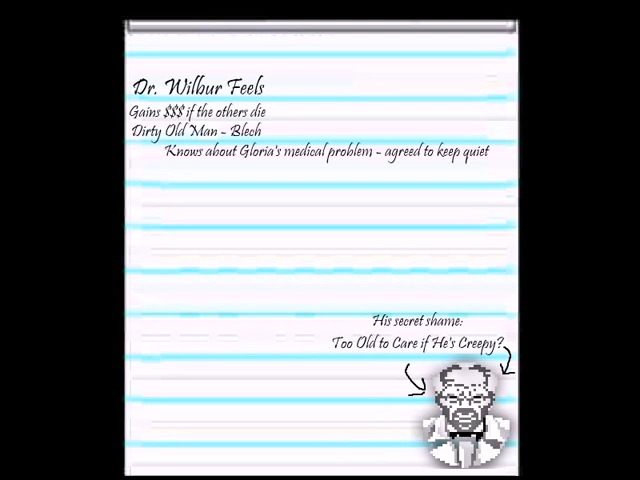 Dr. Wilbur Feels
Gains $$$ if the others die
Dirty Old Man - Blech
Knows about Gloria's medical problem - agreed to keep quiet
His secret shame:
Too Old to Care if He's Creepy?